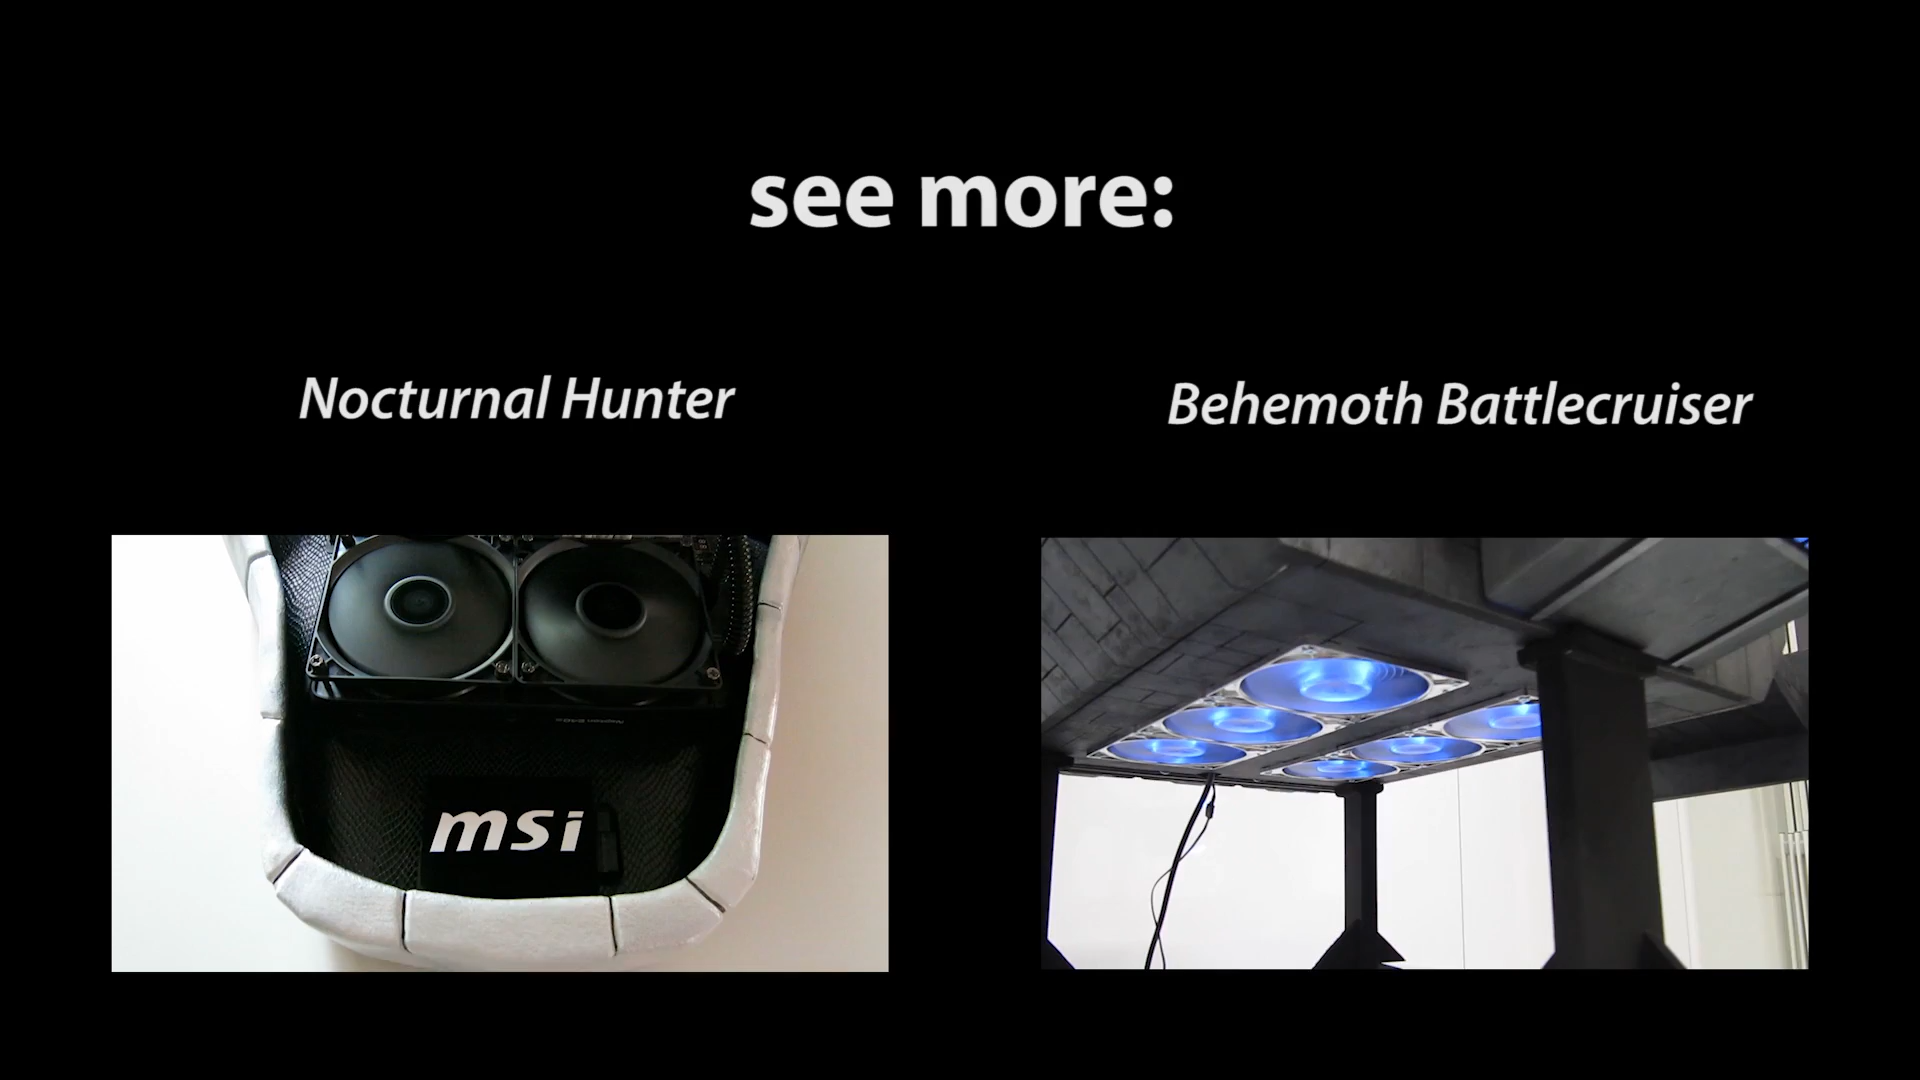 see more:
Nocturnal Hunter
Behemoth Battlecruiser
msi